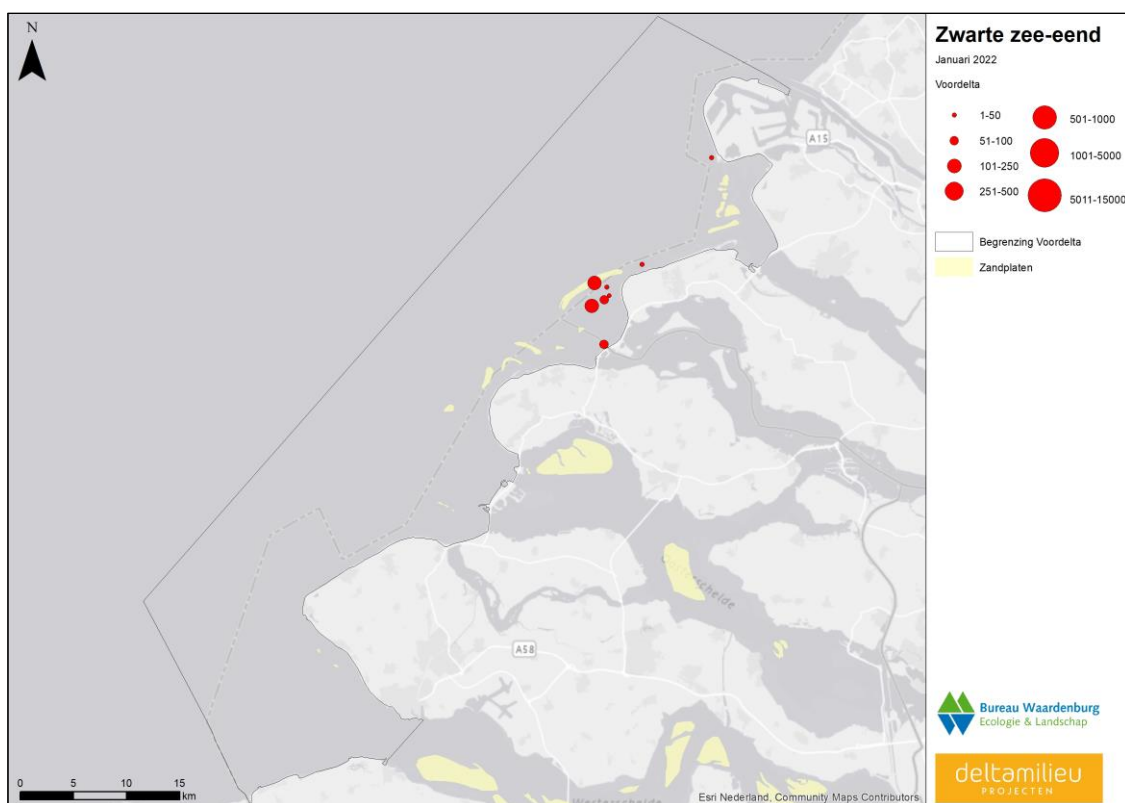 N
Zwarte zee-eend
Januari 2022
Voordelta
1-50
51-100
101-250
251-500
501-1000
1001-5000
5011-15000
Begrenzing Voordelta
Zandplaten
A15
Oosterschelde
A58
Westerschelde
0 5 10 15
km
Esri Nederland, Community Maps Contributors
Bureau Waardenburg
Ecologie & Landschap
deltamilieu
PROJECTEN